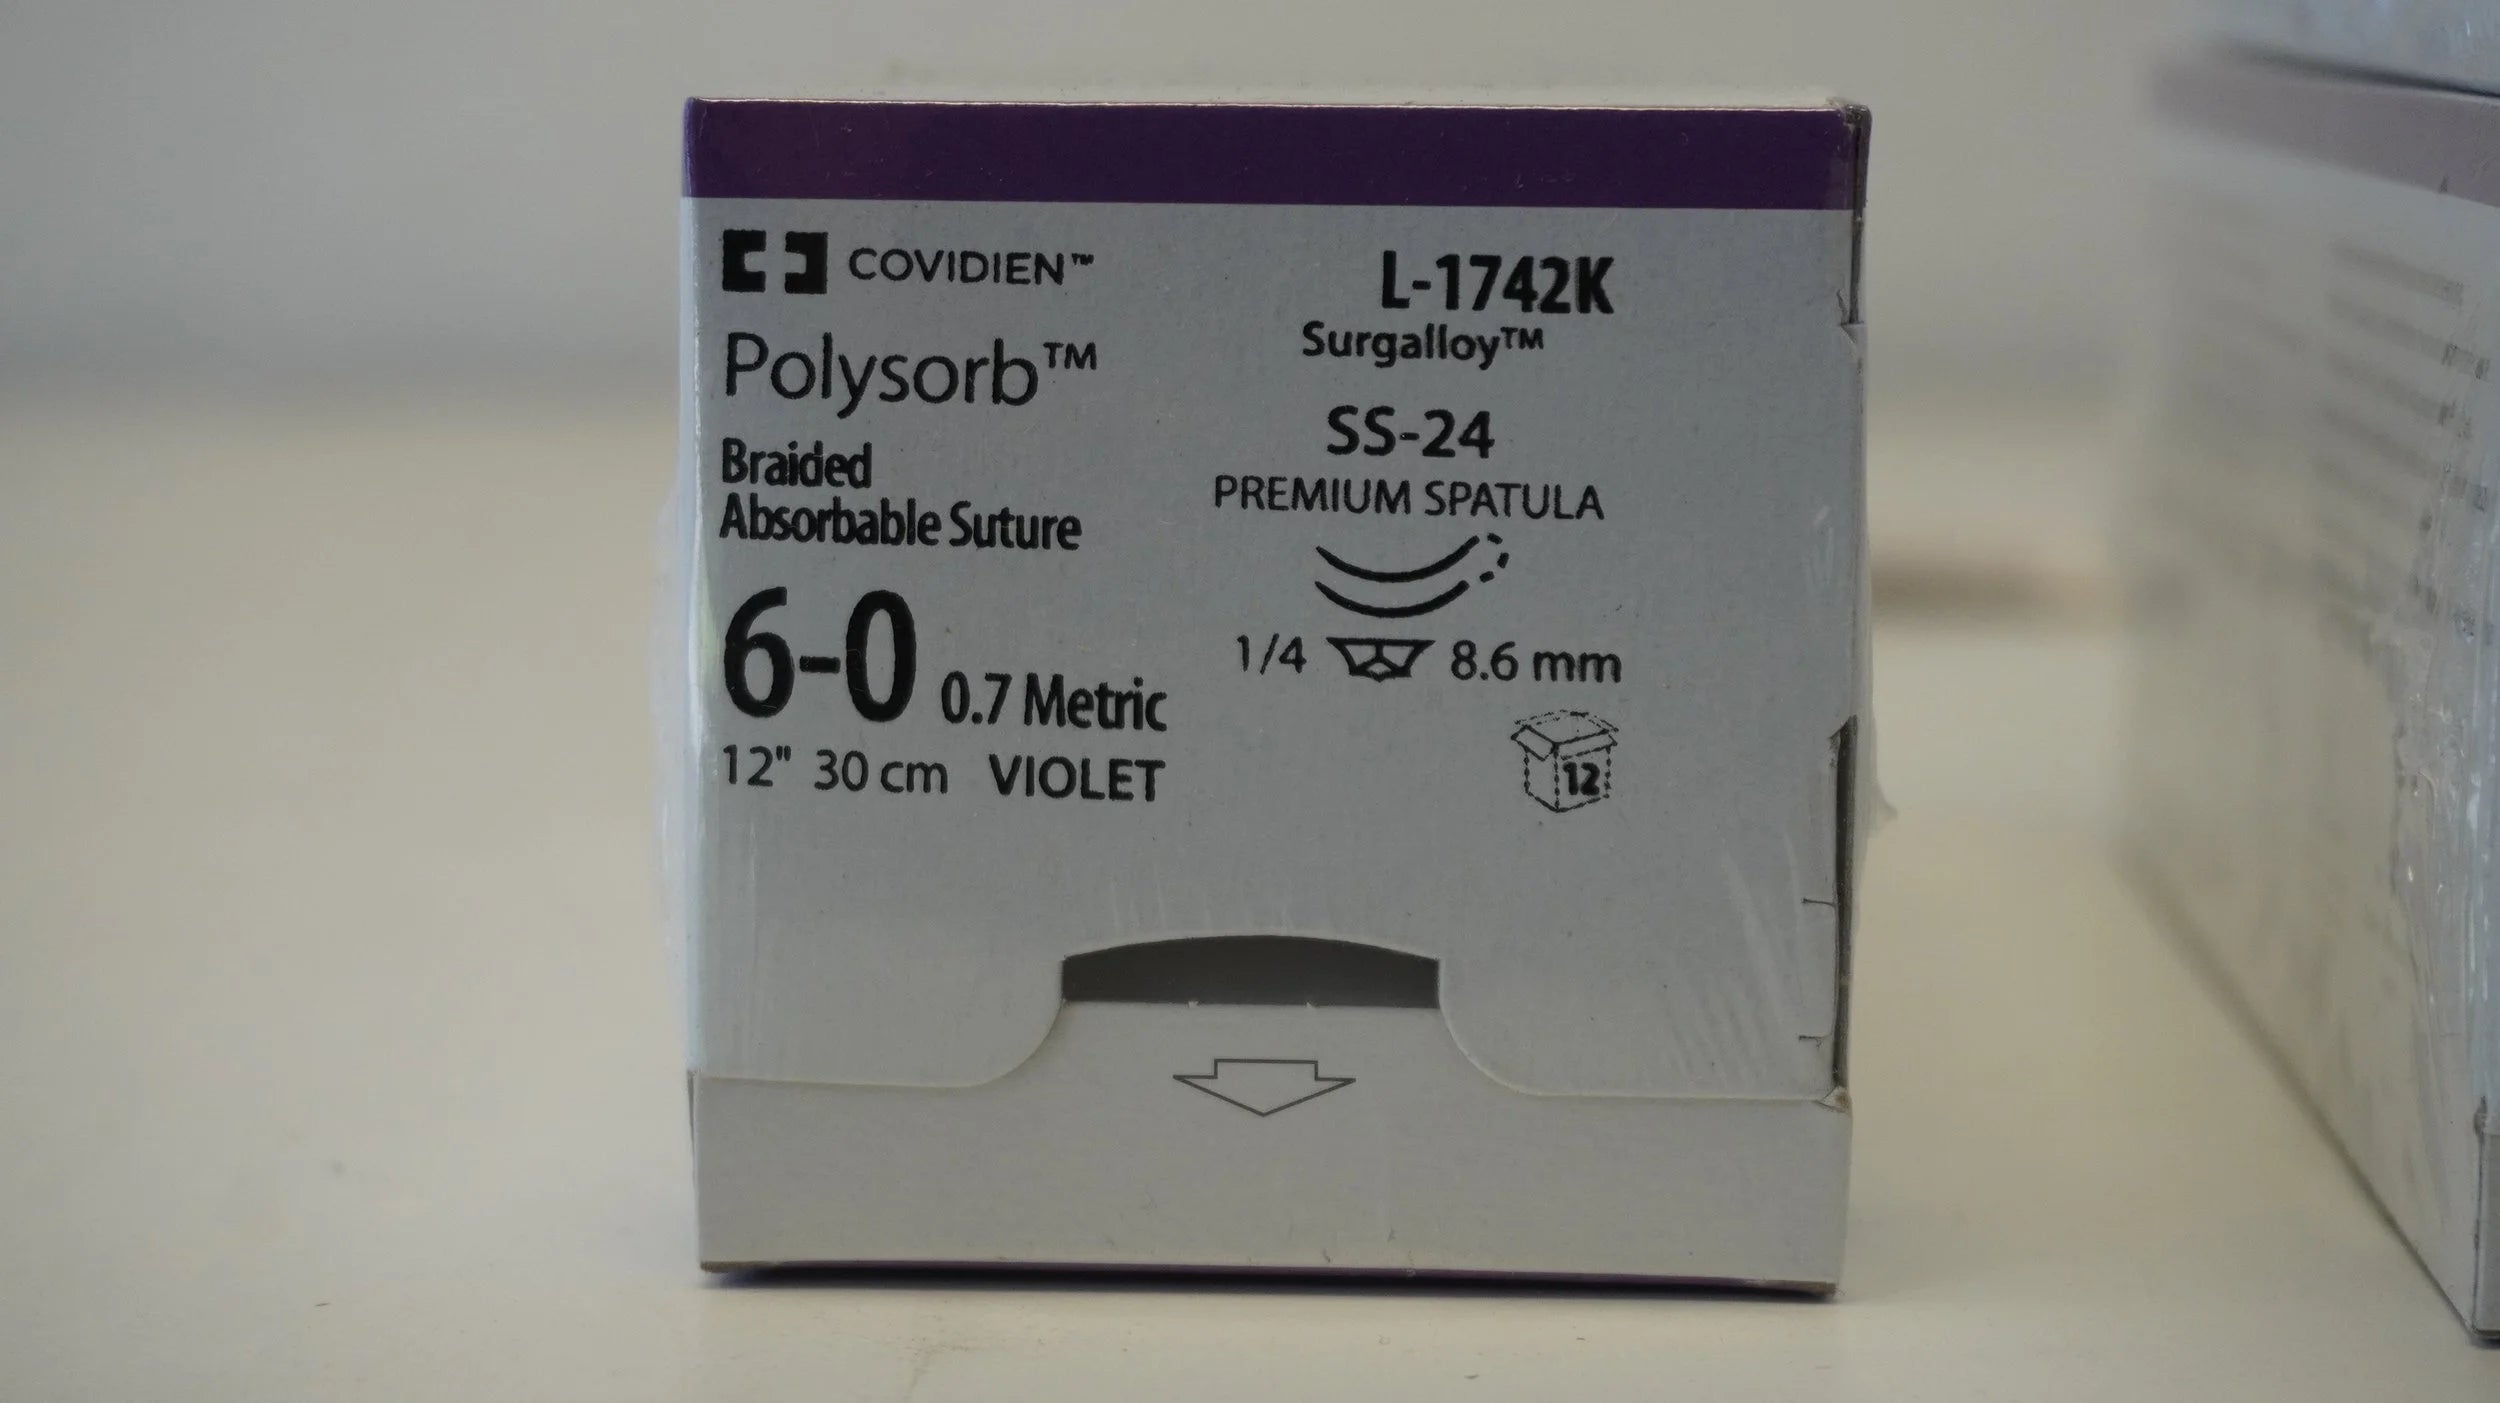 COVIDIEN™
Polysorb™
Braided
Absorbable Suture
6-0 0.7 Metric
12" 30 cm VIOLET
L-1742K
Surgalloy™
SS-24
PREMIUM SPATULA
1/4 8.6 mm
12